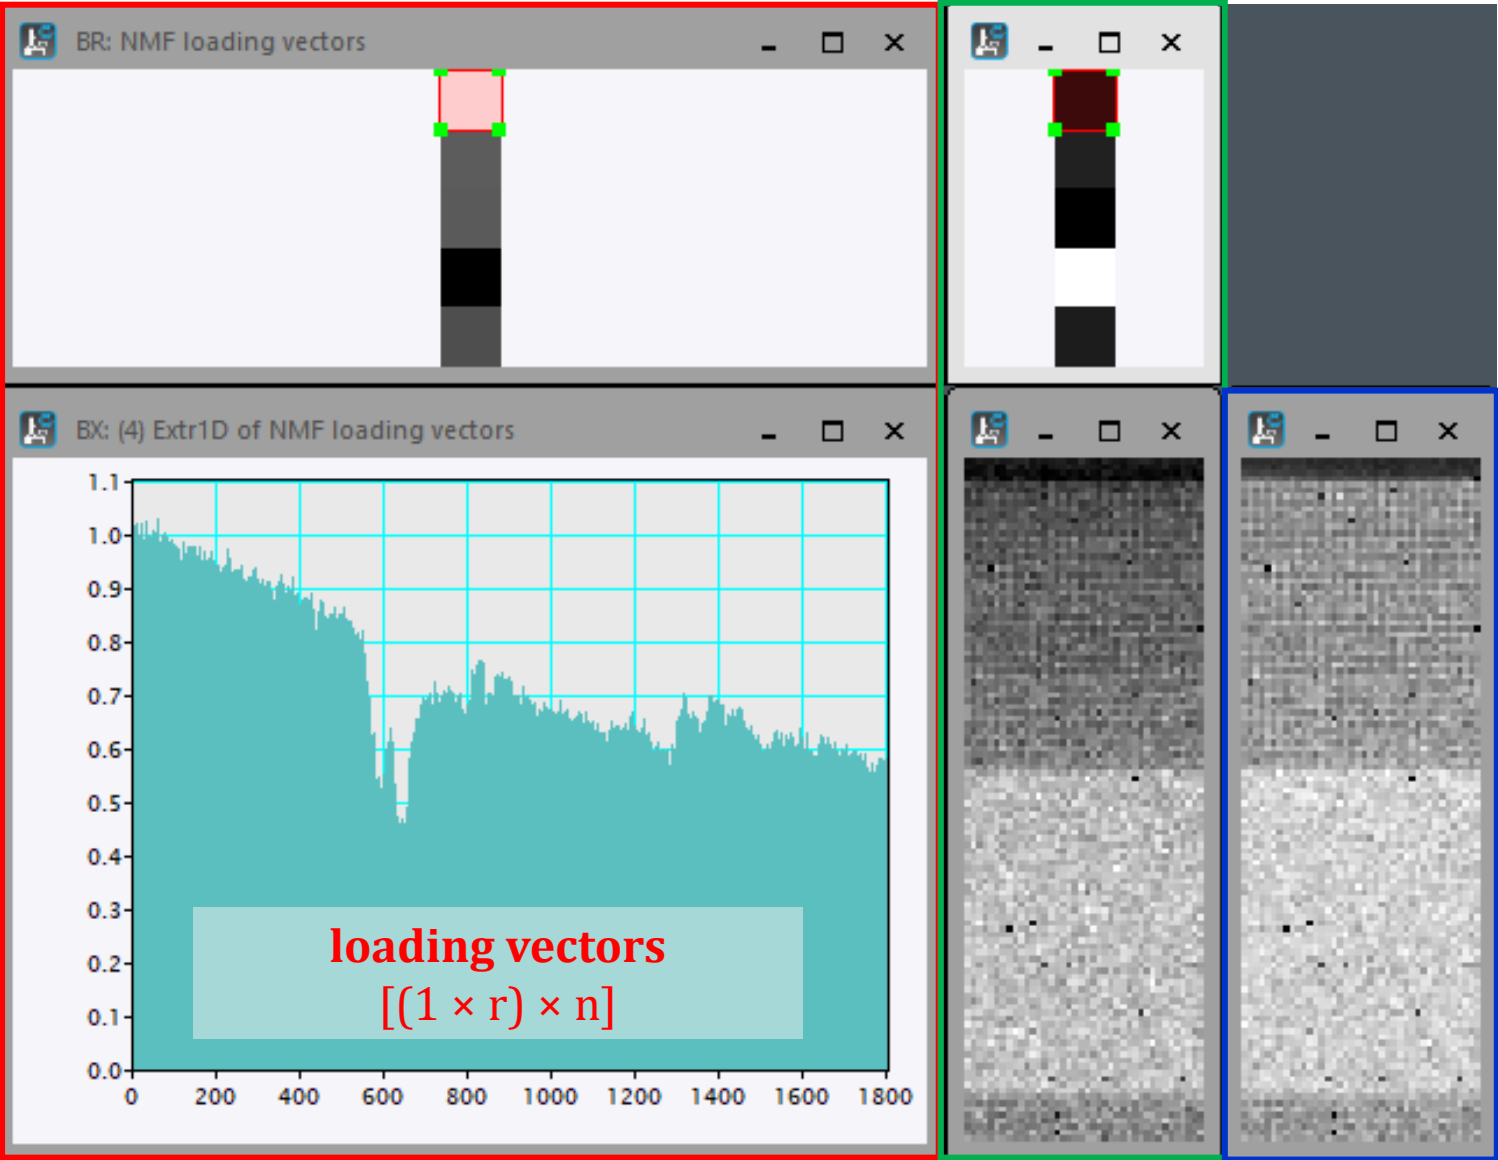 BR: NMF loading vectors
BX: (4) Extr1D of NMF loading vectors
1.1
1.0
0.9
0.8
0.7
0.6
0.5
0.4
0.3
0.2
0.1
0.0
loading vectors
[(1 × r) × n]
0 200 400 600 800 1000 1200 1400 1600 1800